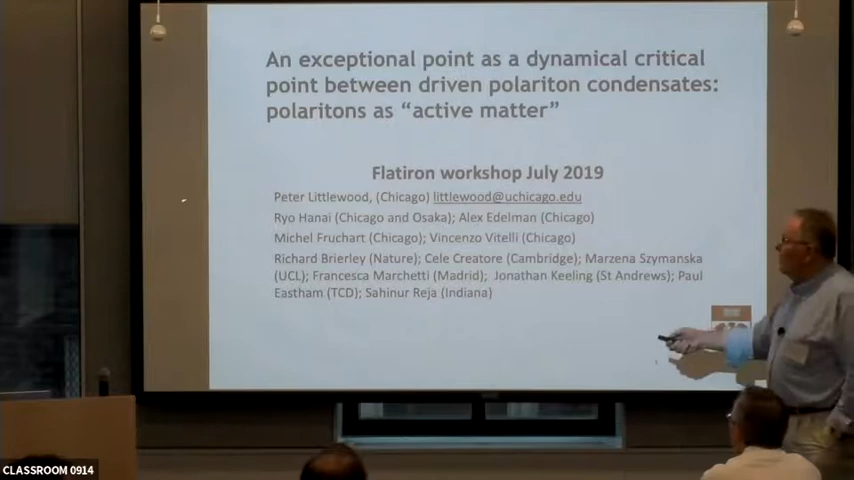 An exceptional point as a dynamical critical
point between driven polariton condensates:
polaritons as “active matter”
Flatiron workshop July 2019
Peter Littlewood, (Chicago) littlewood@uchicago.edu
Ryo Hanai (Chicago and Osaka); Alex Edelman (Chicago)
Michel Fruchart (Chicago); Vincenzo Vitelli (Chicago)
Richard Brierley (Nature); Cele Creatore (Cambridge); Marzena Szymanska
(UCL); Francesca Marchetti (Madrid); Jonathan Keeling (St Andrews); Paul
Eastham (TCD); Sahinur Reja (Indiana)
CLASSROOM 0914